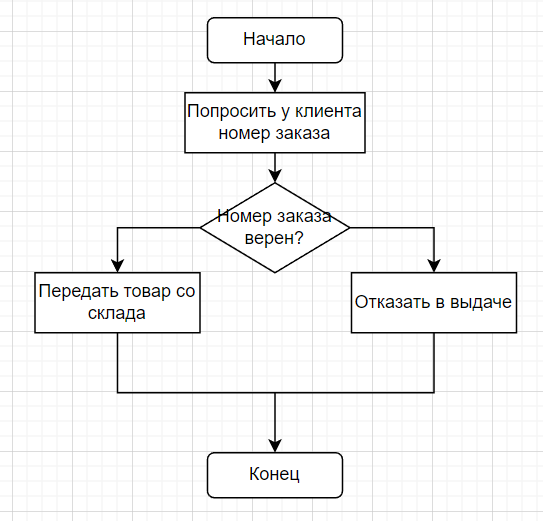 Начало
Попросить у клиента
номер заказа
Номер заказа
верен?
Передать товар со
склада
Отказать в выдаче
Конец